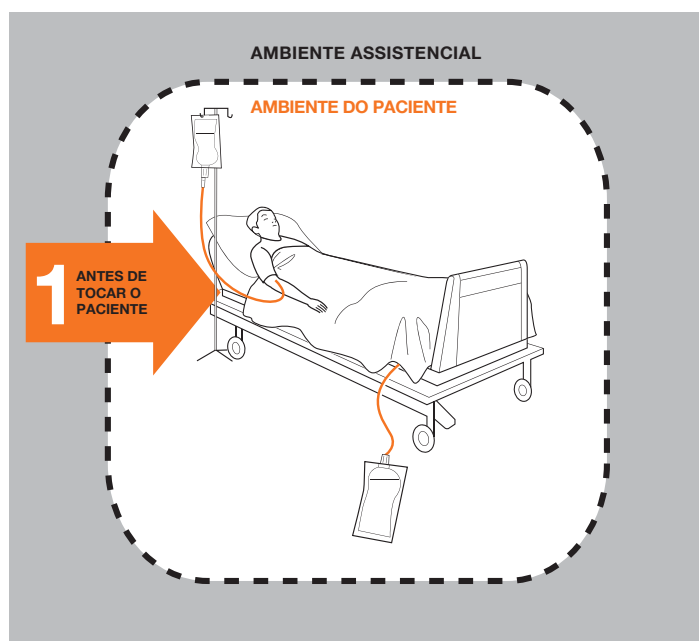 AMBIENTE ASSISTENCIAL
AMBIENTE DO PACIENTE
1
ANTES DE
TOCAR O
PACIENTE